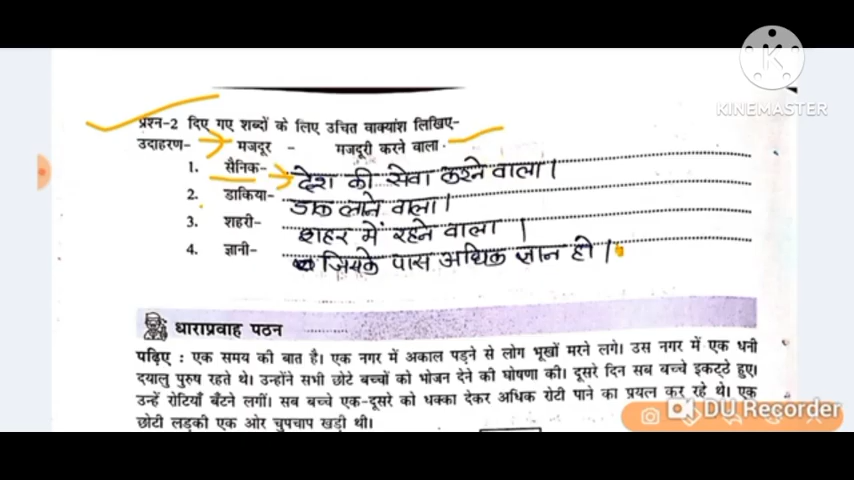 KINEMASTER
प्रश्न-2 दिए गए शब्दों के लिए उचित वाक्यांश लिखिए-
उदाहरण- मजदूर - मजदूरी करने वाला
1. सैनिक- देश की सेवा करने वाला।
2. डाकिया- डाक लाने वाला।
3. शहरी- शहर में रहने वाला ।
4. ज्ञानी- जिसके पास अधिक ज्ञान हो ।
धाराप्रवाह पठन
पढ़िए : एक समय की बात है। एक नगर में अकाल पड़ने से लोग भूखों मरने लगे। उस नगर में एक धनी
दयालु पुरुष रहते थे। उन्होंने सभी छोटे बच्चों को भोजन देने की घोषणा की। दूसरे दिन सब बच्चे इकट्ठे हुए।
उन्हें रोटियाँ बँटने लगीं। सब बच्चे एक-दूसरे को धक्का देकर अधिक रोटी पाने का प्रयत्न कर रहे थे। एक
छोटी लड़की एक ओर चुपचाप खड़ी थी।
DU Recorder